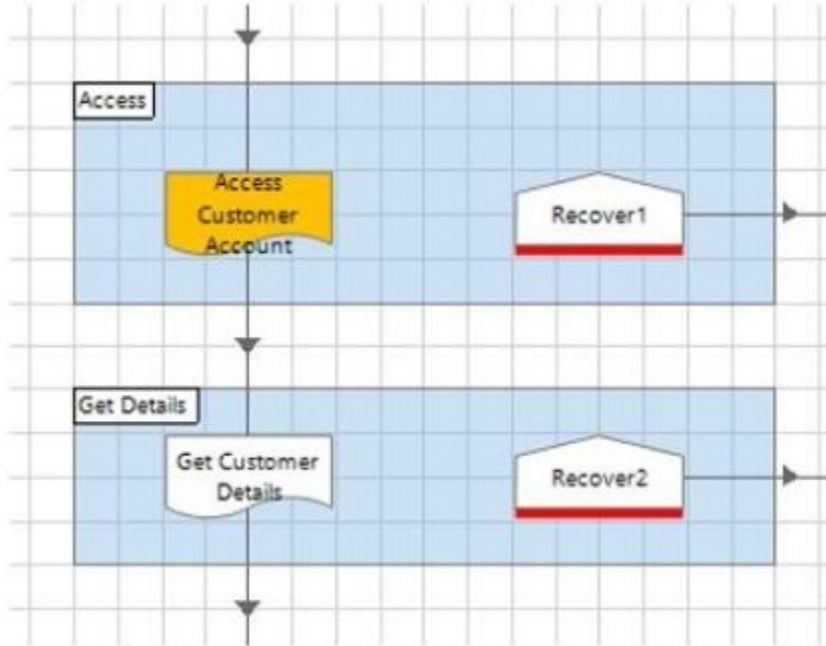 Access
Access
Customer
Account
Recover1
Get Details
Get Customer
Details
Recover2